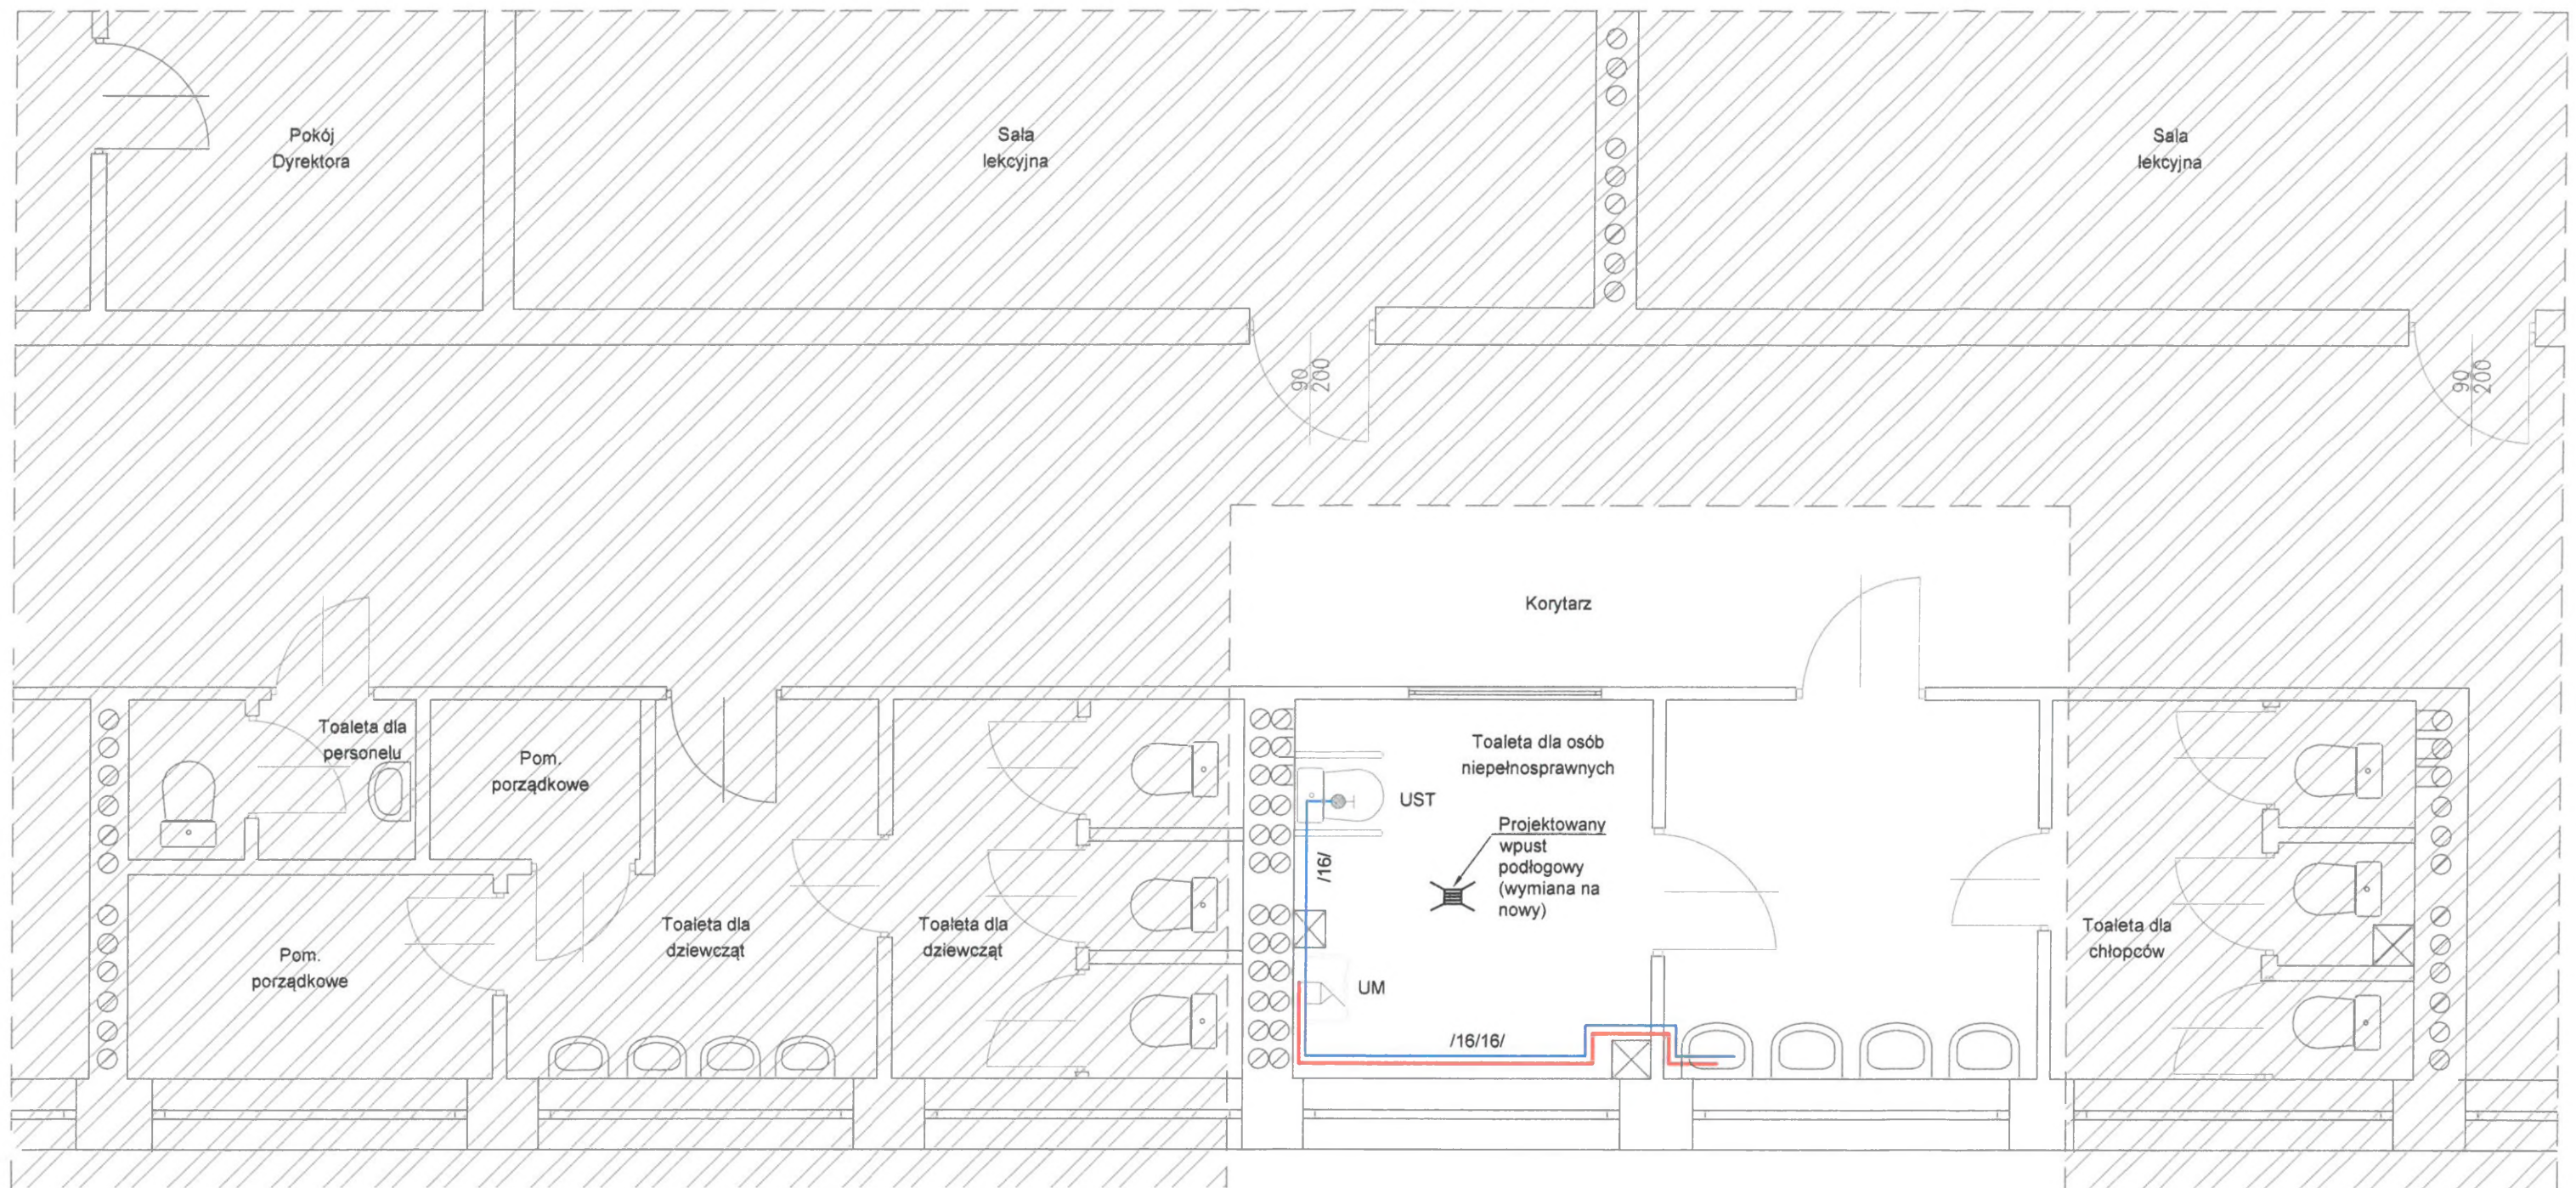 Pokój
Dyrektora
Sala
lekcyjna
Sala
lekcyjna
90
200
90
200
Korytarz
Toaleta dla
personelu
Pom.
porządkowe
Toaleta dla osób
niepełnosprawnych
UST
Projektowany
wpust
podłogowy
(wymiana na
nowy)
/16/
Toaleta dla
dziewcząt
Toaleta dla
dziewcząt
Toaleta dla
chłopców
Pom.
porządkowe
UM
/16/16/